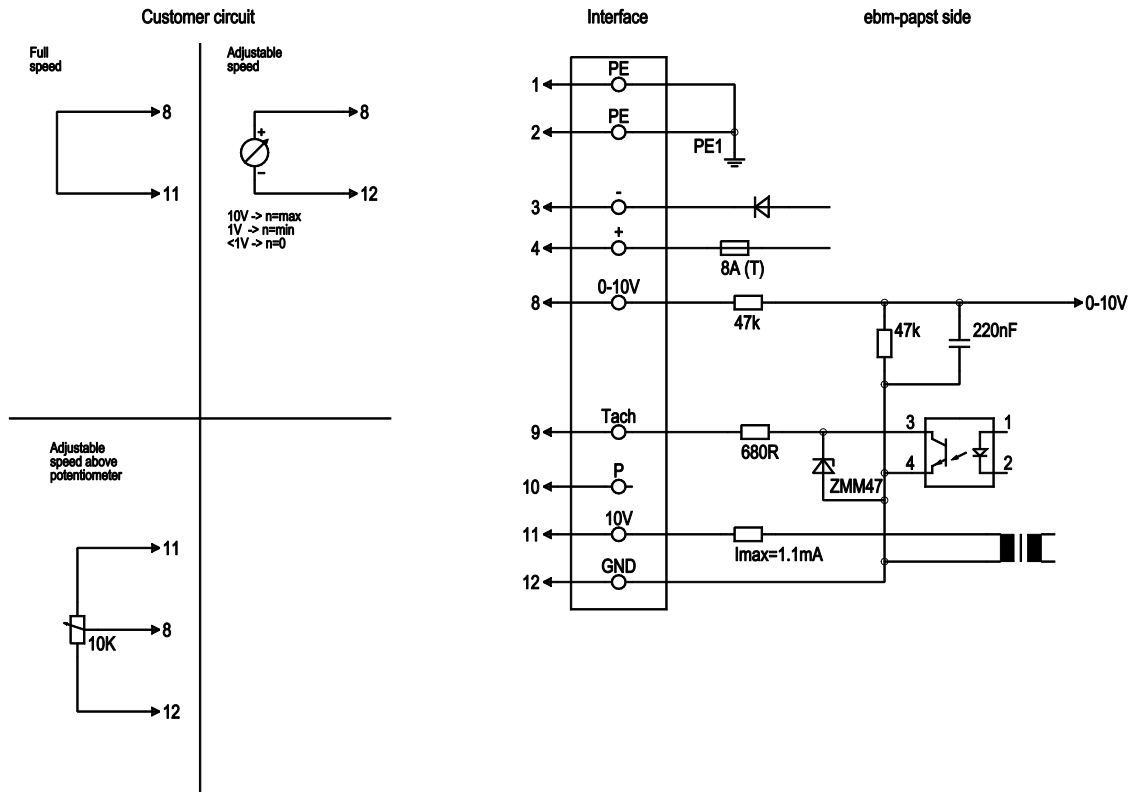 Customer circuit
Interface
ebm-papst side
Full
speed
8
11
Adjustable
speed
+
8
−
12
10V -> n=max
1V -> n=min
<1V -> n=0
Adjustable
speed above
potentiometer
11
8
10K
12
PE
1
PE
2
PE1
-
3
+
4
8A (T)
0-10V
8
47k
0-10V
47k
220nF
Tach
9
680R
3
1
4
2
P
10
ZMM47
10V
11
Imax=1.1mA
GND
12